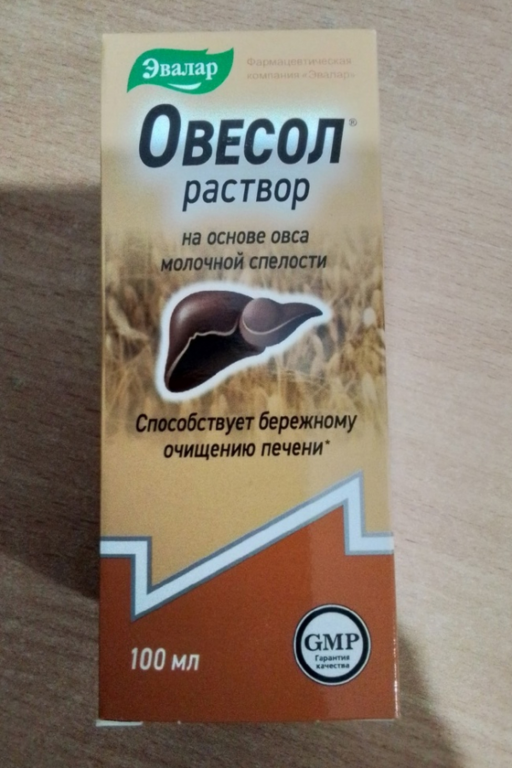 Эвалар
Фармацевтическая
компания «Эвалар»
ОВЕСОЛ®
раствор
на основе овса
молочной спелости
Способствует бережному
очищению печени*
100 мл
GMP
Гарантия
качества